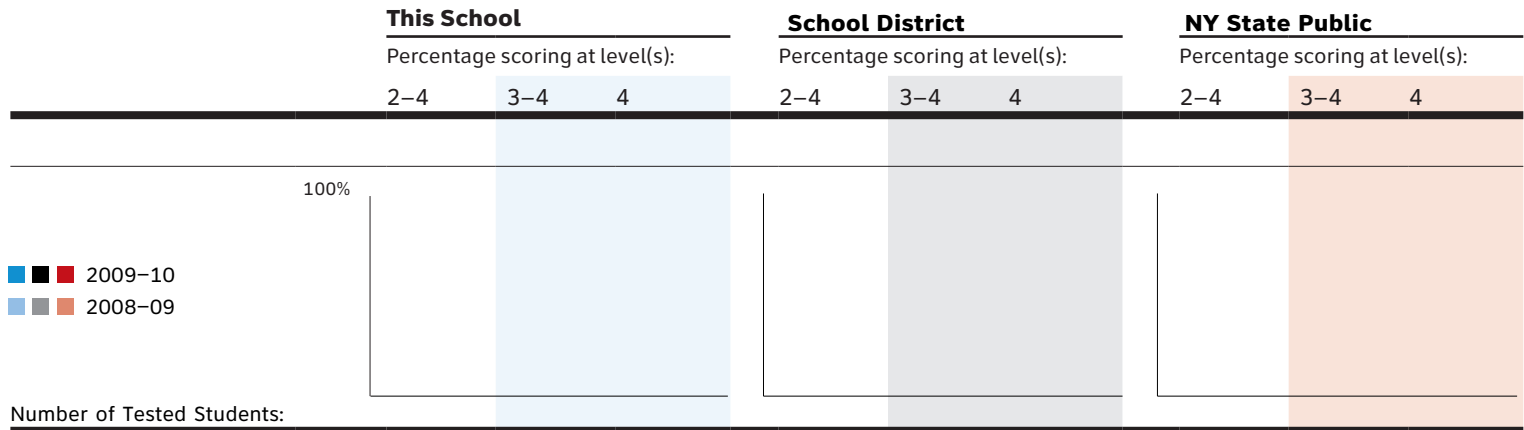 This School School District NY State Public
Percentage scoring at level(s): Percentage scoring at level(s): Percentage scoring at level(s):
2–4 3–4 4 2–4 3–4 4 2–4 3–4 4
100%
2009–10
2008–09
Number of Tested Students: